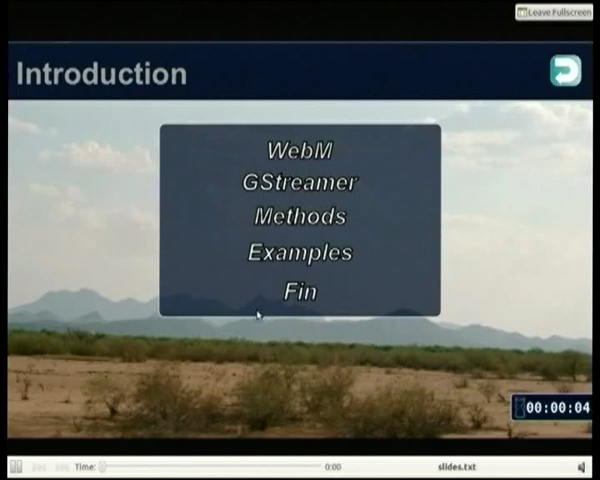 Leave Fullscreen
Introduction
WebM
GStreamer
Methods
Examples
Fin
00:00:04
Time:
0:00
slides.txt